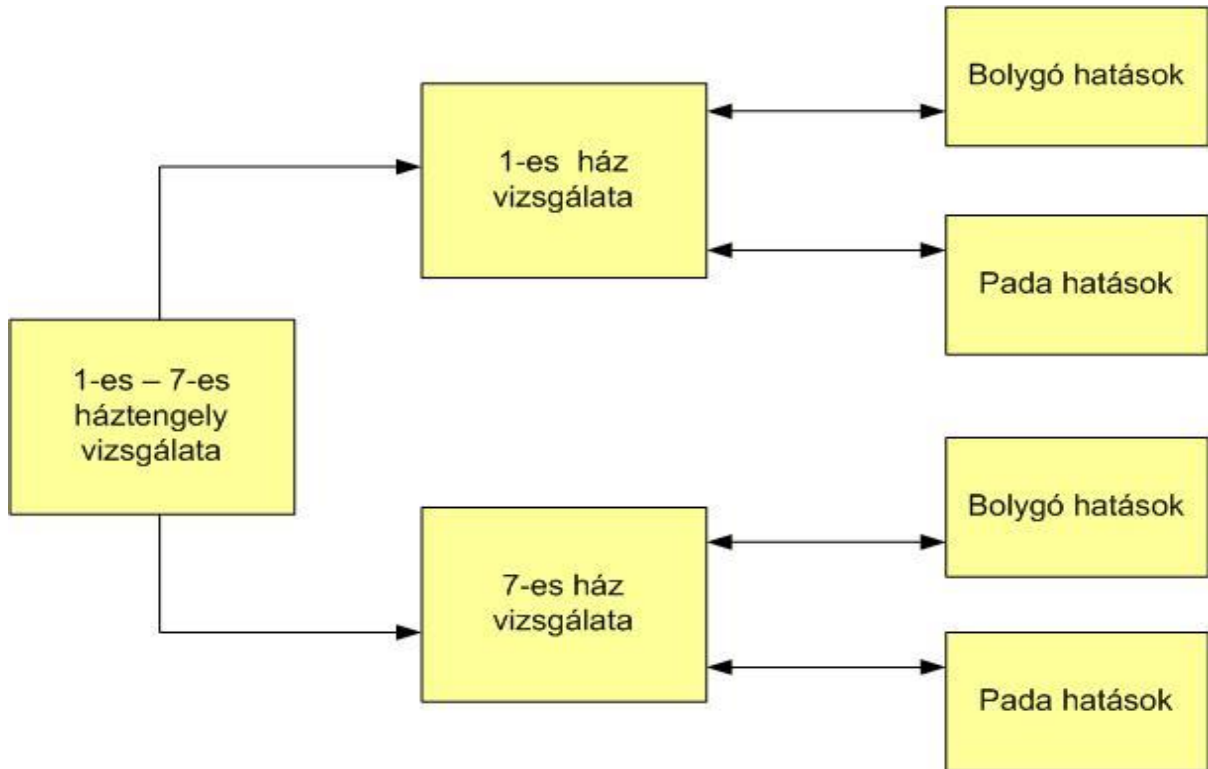 Bolygó hatások
1-es ház
vizsgálata
Pada hatások
1-es – 7-es
háztengely
vizsgálata
Bolygó hatások
7-es ház
vizsgálata
Pada hatások